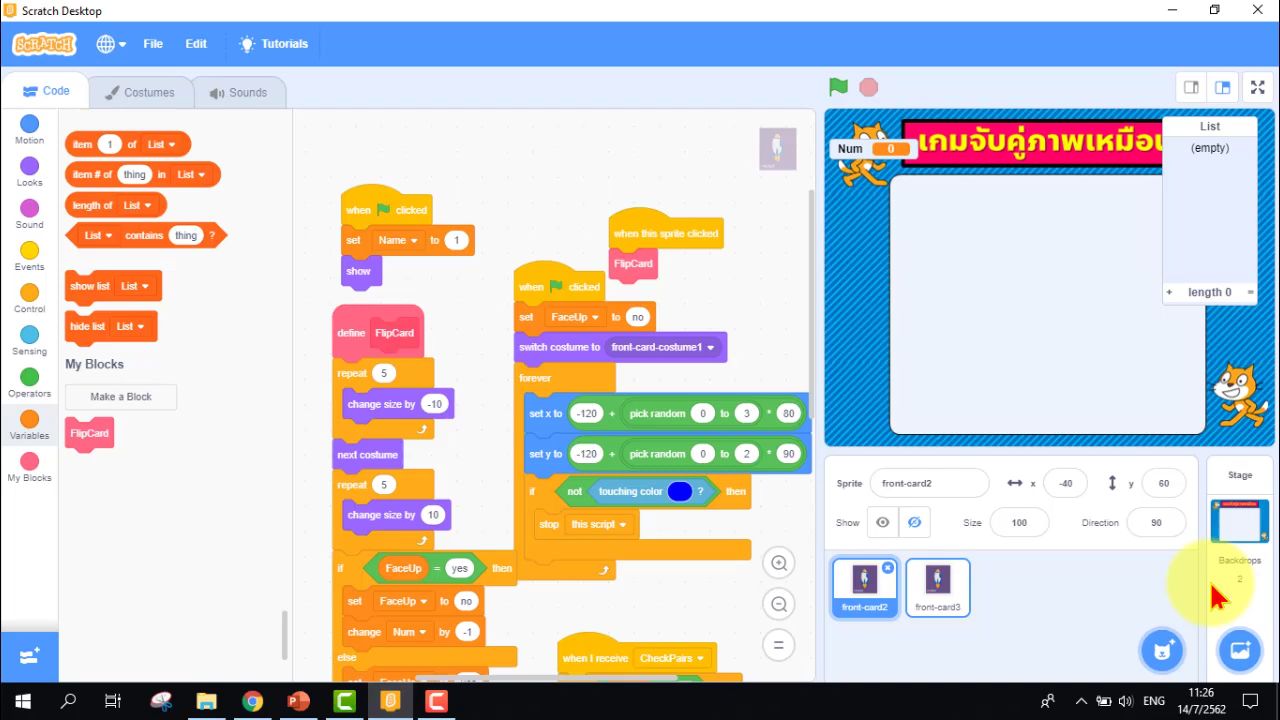 Scratch Desktop
SCRATCH
File
Edit
Tutorials
Code
Costumes
Sounds
Motion
Looks
Sound
Events
Control
Sensing
Operators
Variables
My Blocks
item 1 of List
item # of thing in List
length of List
List contains thing ?
show list List
hide list List
My Blocks
Make a Block
FlipCard
when clicked
set Name to 1
show
define FlipCard
repeat 5
change size by -10
next costume
repeat 5
change size by 10
if FaceUp = yes then
set FaceUp to no
change Num by -1
else
when this sprite clicked
FlipCard
when clicked
set FaceUp to no
switch costume to front-card-costume1
forever
set x to -120 + pick random 0 to 3 * 80
set y to -120 + pick random 0 to 2 * 90
if not touching color ? then
stop this script
when I receive CheckPairs
เกมจับคู่ภาพเหมือน
Num 0
List
(empty)
+ length 0 =
Sprite front-card2 x -40 y 60
Show Size 100 Direction 90
front-card2
front-card3
Stage
Backdrops
2
ENG
11:26
14/7/2562